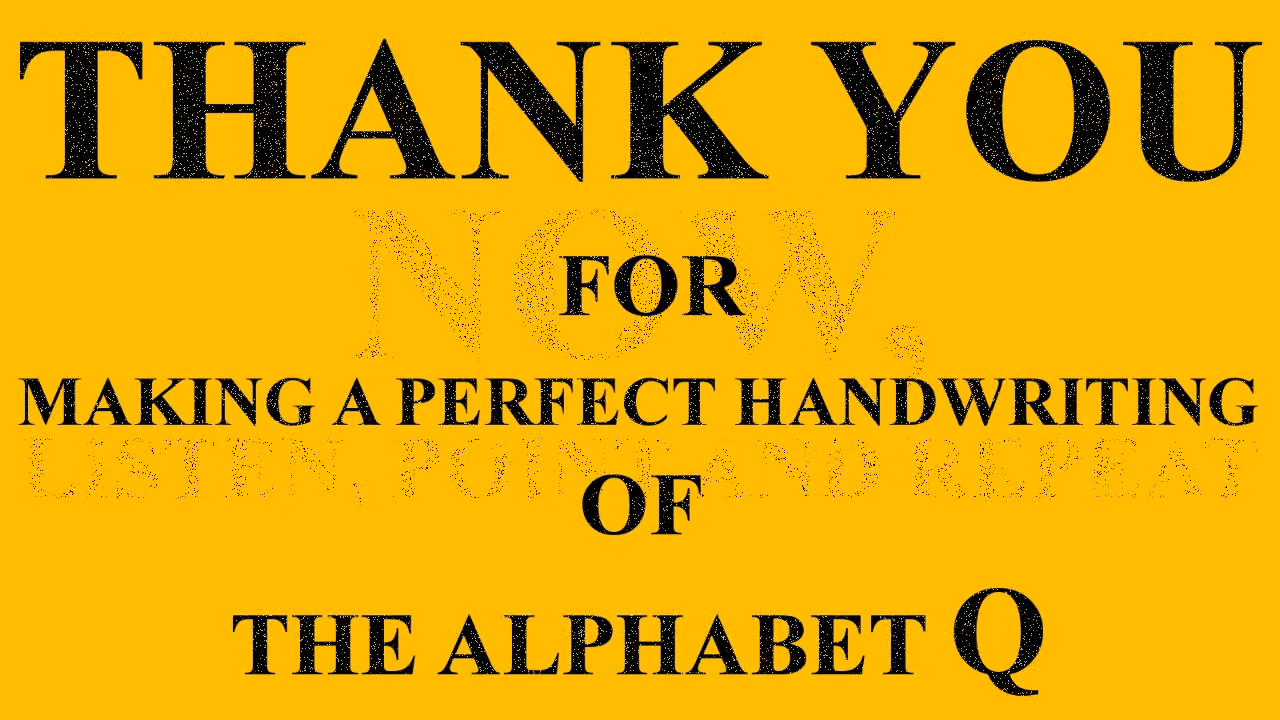 THANK YOU
NOW,
FOR
MAKING A PERFECT HANDWRITING
LISTEN, POINT AND REPEAT
OF
THE ALPHABET Q